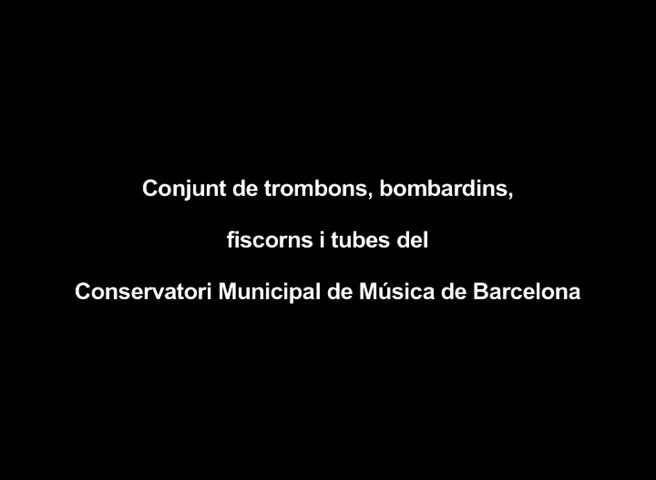 Conjunt de trombons, bombardins,
fiscorns i tubes del
Conservatori Municipal de Música de Barcelona